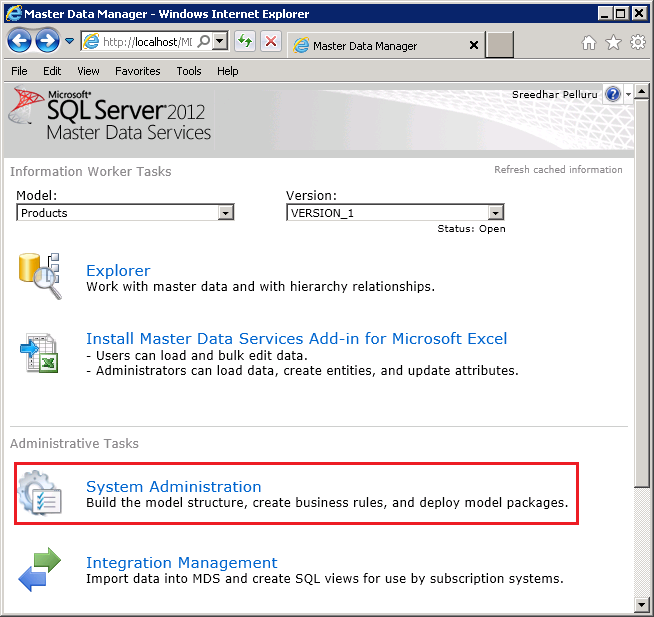 Master Data Manager - Windows Internet Explorer
http://localhost/MI
Master Data Manager
File Edit View Favorites Tools Help
Sreedhar Pelluru
Microsoft®
SQL Server® 2012
Master Data Services
Information Worker Tasks
Refresh cached information
Model: Version:
Products VERSION_1
Status: Open
Explorer
Work with master data and with hierarchy relationships.
Install Master Data Services Add-in for Microsoft Excel
- Users can load and bulk edit data.
- Administrators can load data, create entities, and update attributes.
Administrative Tasks
System Administration
Build the model structure, create business rules, and deploy model packages.
Integration Management
Import data into MDS and create SQL views for use by subscription systems.